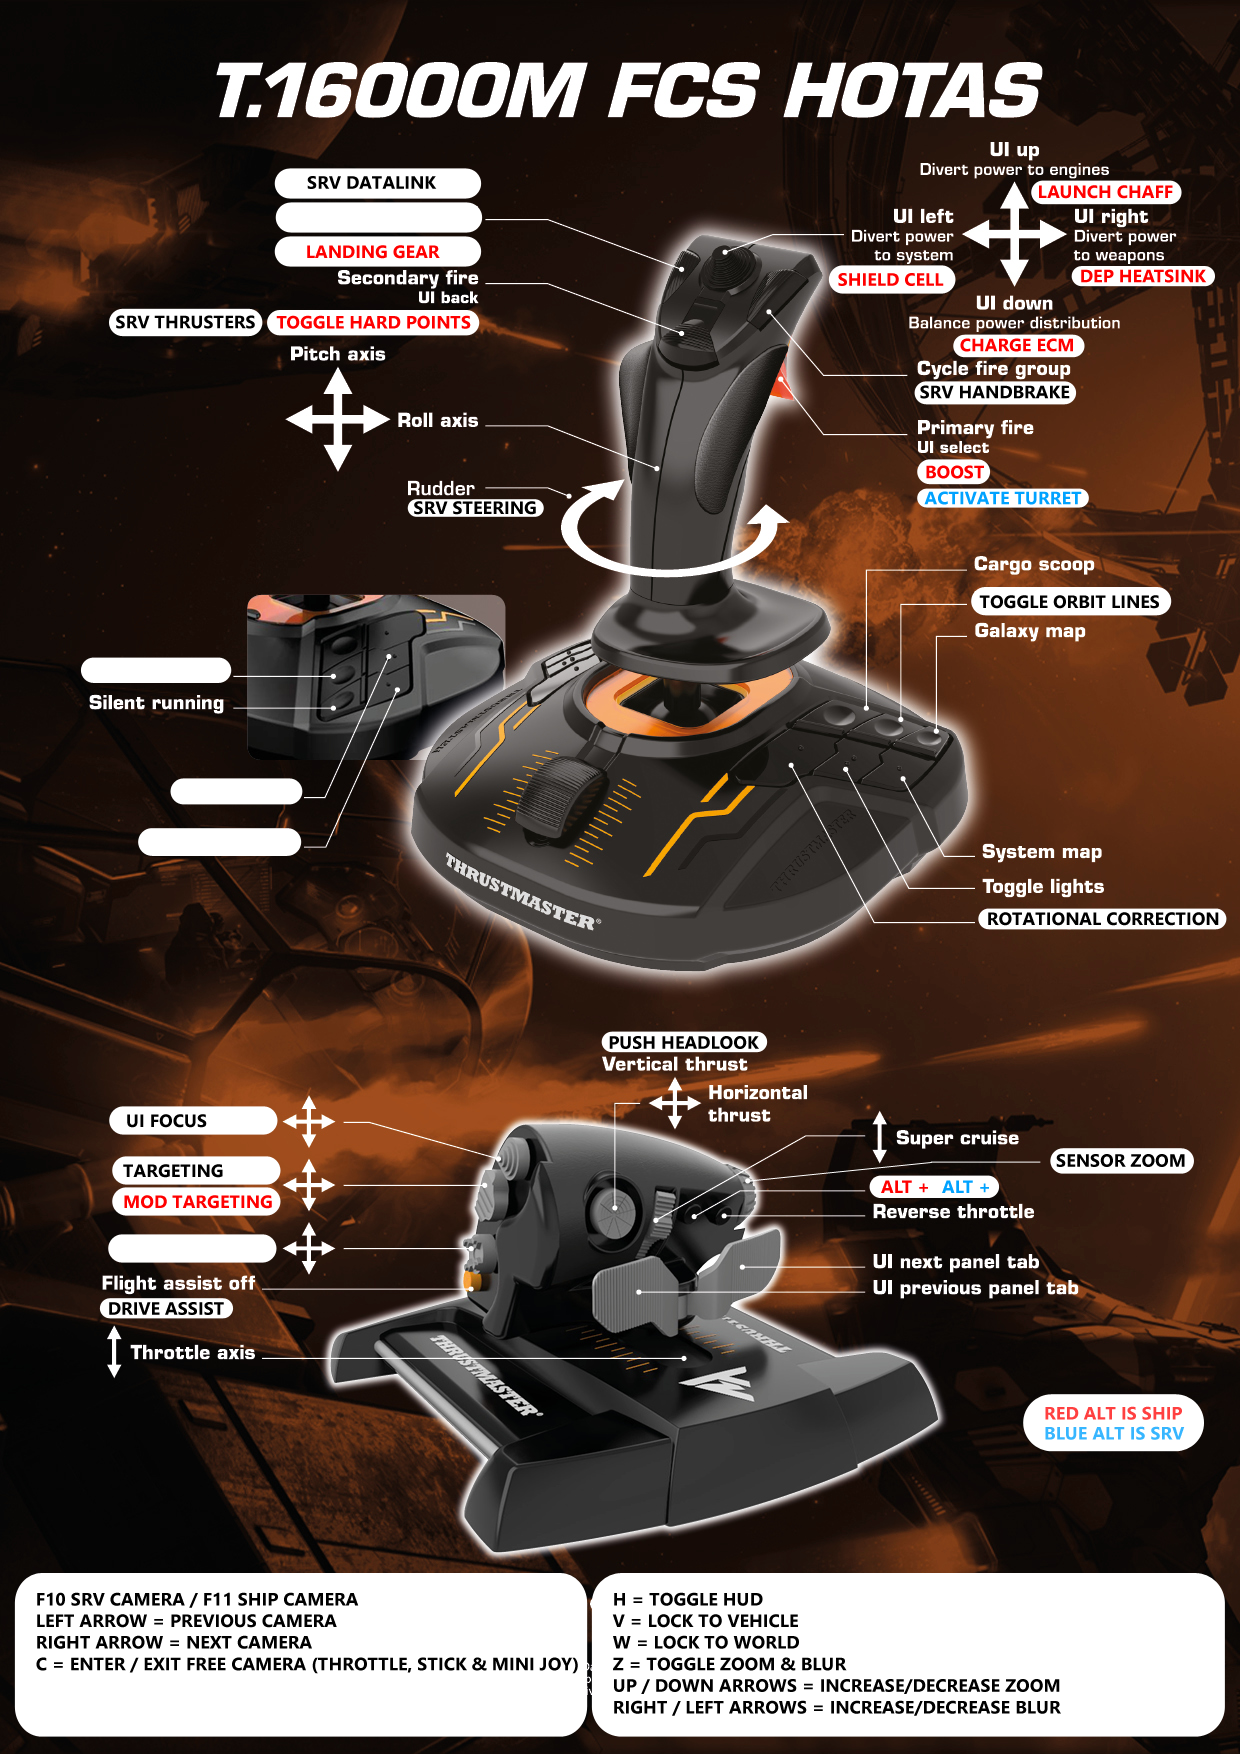 T.16000M FCS HOTAS
SRV DATALINK
LANDING GEAR
Secondary fire
UI back
SRV THRUSTERS
TOGGLE HARD POINTS
Pitch axis
Roll axis
Rudder
SRV STEERING
UI up
Divert power to engines
LAUNCH CHAFF
UI left
Divert power
to system
SHIELD CELL
UI right
Divert power
to weapons
DEP HEATSINK
UI down
Balance power distribution
CHARGE ECM
Cycle fire group
SRV HANDBRAKE
Primary fire
UI select
BOOST
ACTIVATE TURRET
Cargo scoop
TOGGLE ORBIT LINES
Galaxy map
Silent running
System map
Toggle lights
ROTATIONAL CORRECTION
THRUSTMASTER®
THRUSTMASTER
THRUSTMASTER
PUSH HEADLOOK
Vertical thrust
Horizontal
thrust
UI FOCUS
TARGETING
MOD TARGETING
Flight assist off
DRIVE ASSIST
Throttle axis
Super cruise
SENSOR ZOOM
ALT + ALT +
Reverse throttle
UI next panel tab
UI previous panel tab
THRUSTMASTER®
RED ALT IS SHIP
BLUE ALT IS SRV
F10 SRV CAMERA / F11 SHIP CAMERA
LEFT ARROW = PREVIOUS CAMERA
RIGHT ARROW = NEXT CAMERA
C = ENTER / EXIT FREE CAMERA (THROTTLE, STICK & MINI JOY)
H = TOGGLE HUD
V = LOCK TO VEHICLE
W = LOCK TO WORLD
Z = TOGGLE ZOOM & BLUR
UP / DOWN ARROWS = INCREASE/DECREASE ZOOM
RIGHT / LEFT ARROWS = INCREASE/DECREASE BLUR